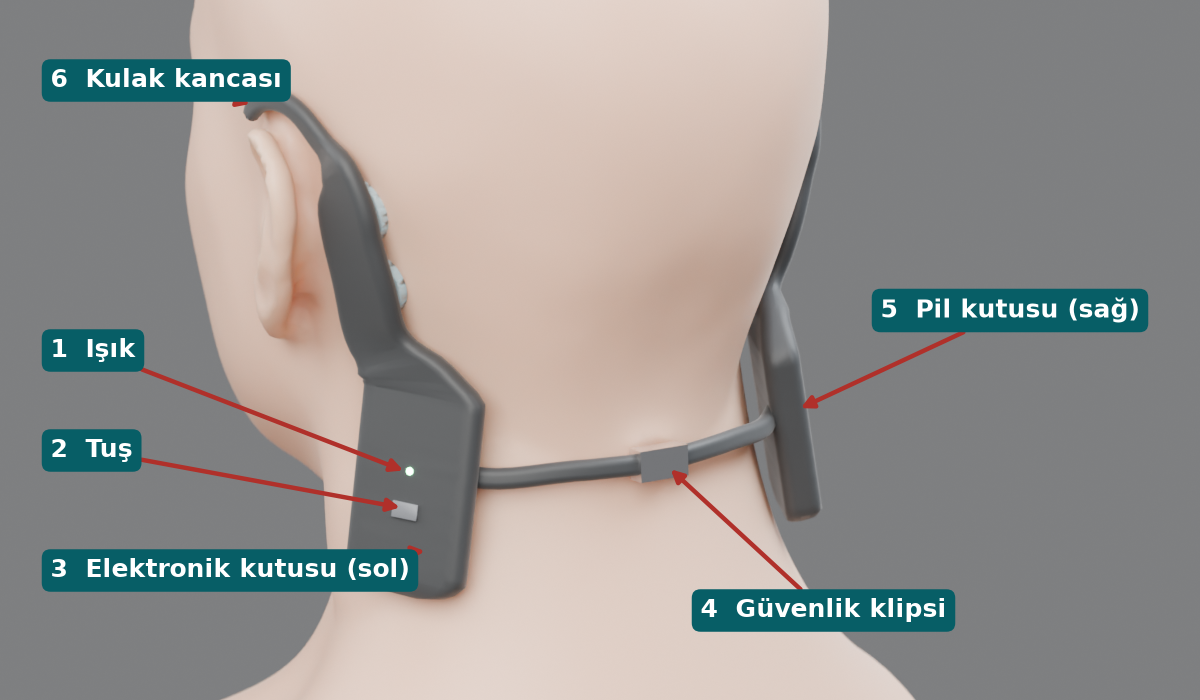 6 Kulak kancası
5 Pil kutusu (sağ)
1 Işık
2 Tuş
3 Elektronik kutusu (sol)
4 Güvenlik klipsi